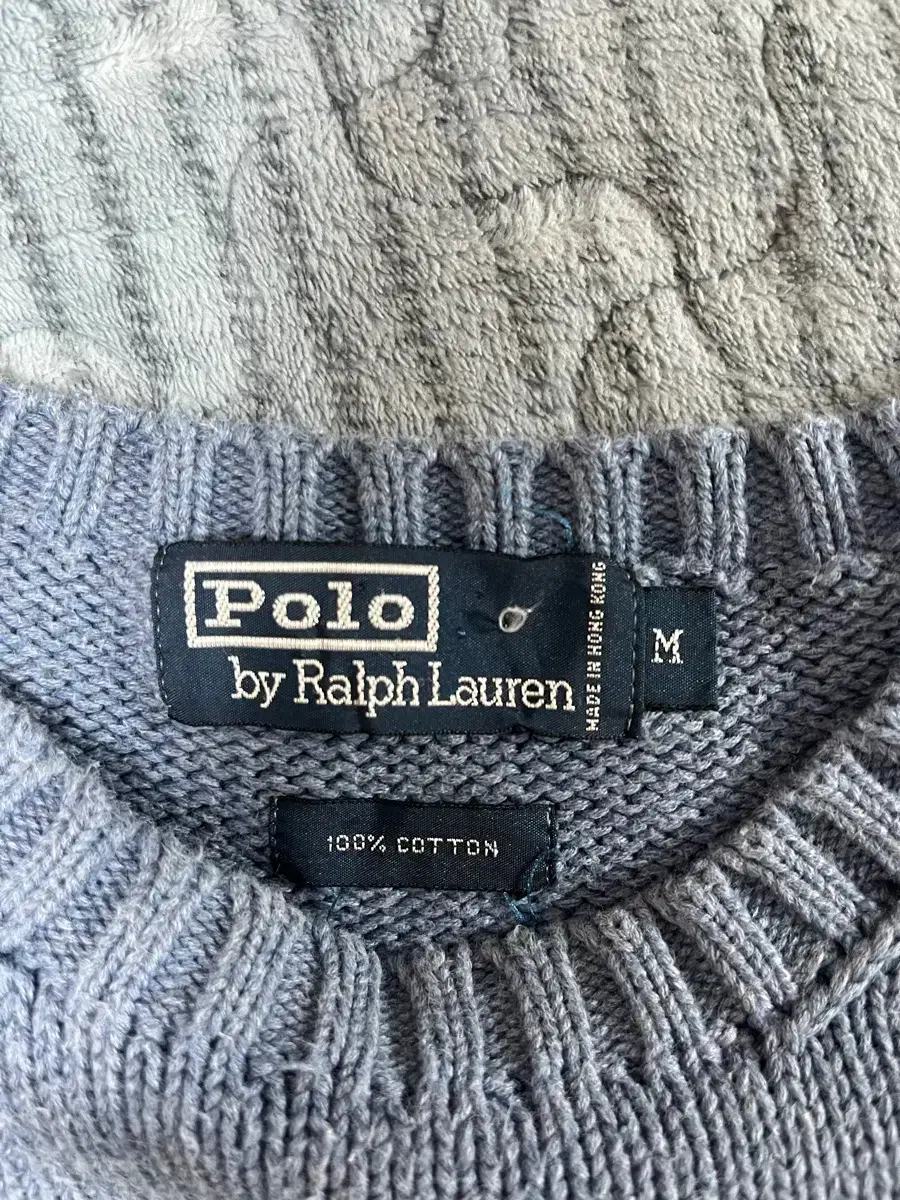 Polo
by Ralph Lauren
MADE IN HONG KONG
M
100% COTTON